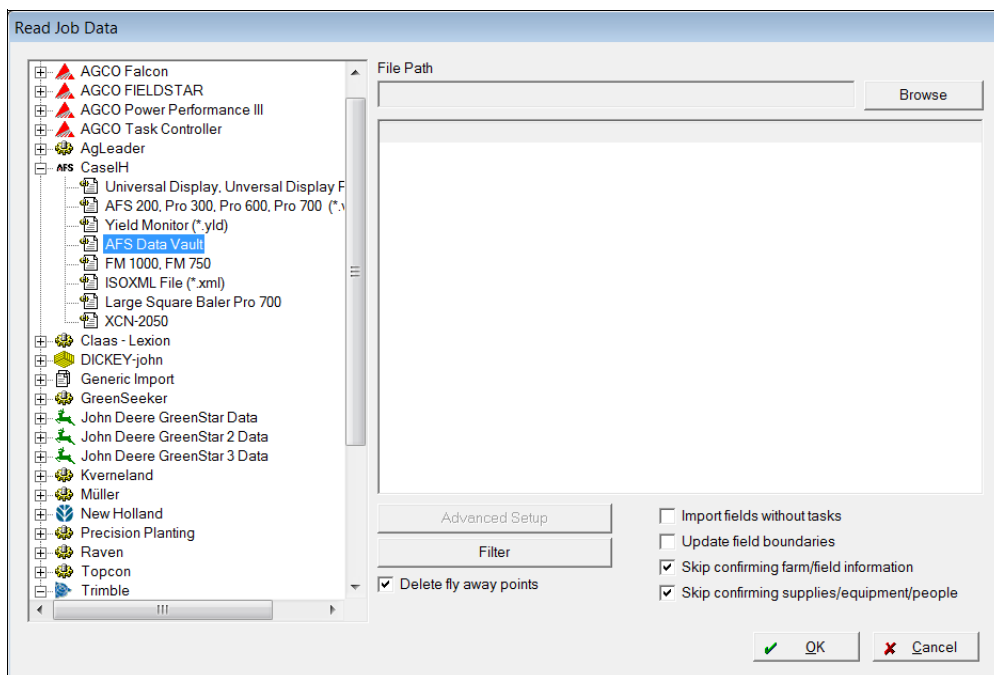 Read Job Data
AGCO Falcon
AGCO FIELDSTAR
AGCO Power Performance III
AGCO Task Controller
AgLeader
AFS CaseIH
Universal Display, Unversal Display F
AFS 200, Pro 300, Pro 600, Pro 700 (*.v
Yield Monitor (*.yld)
AFS Data Vault
FM 1000, FM 750
ISOXML File (*.xml)
Large Square Baler Pro 700
XCN-2050
Claas - Lexion
DICKEY-john
Generic Import
GreenSeeker
John Deere GreenStar Data
John Deere GreenStar 2 Data
John Deere GreenStar 3 Data
Kverneland
Müller
New Holland
Precision Planting
Raven
Topcon
Trimble
File Path
Browse
Advanced Setup
Filter
Delete fly away points
Import fields without tasks
Update field boundaries
Skip confirming farm/field information
Skip confirming supplies/equipment/people
OK
Cancel